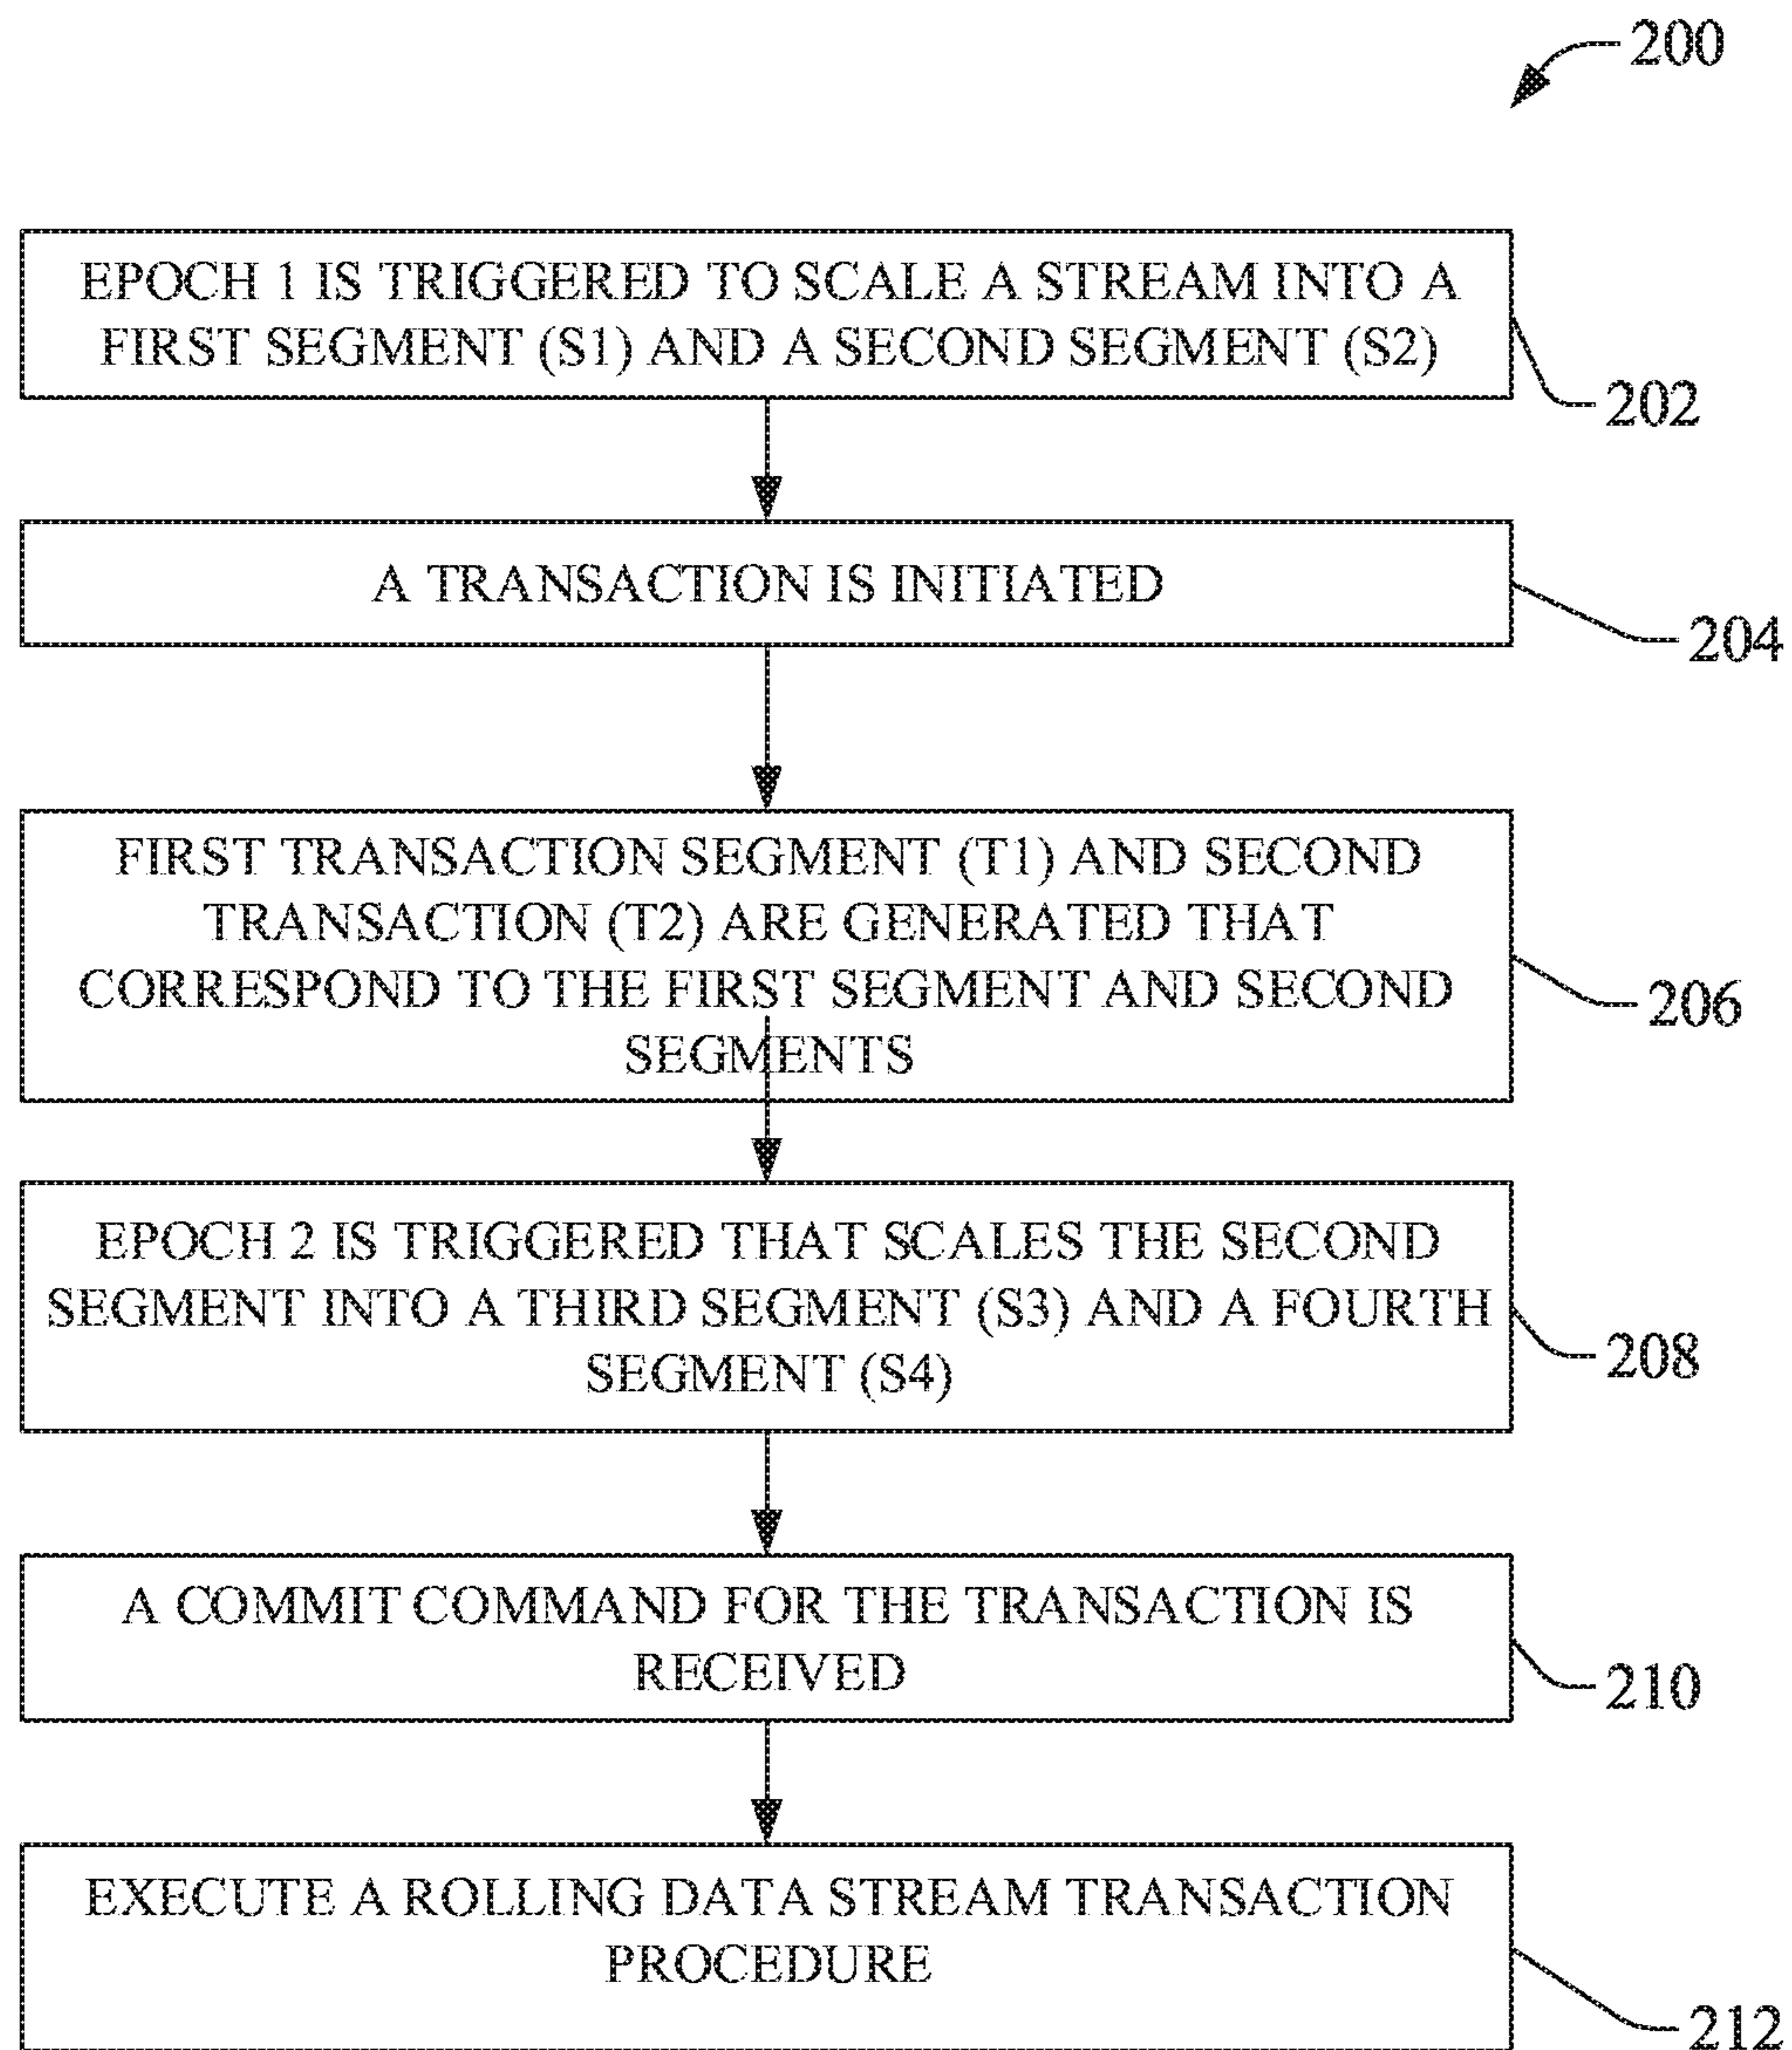 200
EPOCH 1 IS TRIGGERED TO SCALE A STREAM INTO A
FIRST SEGMENT (S1) AND A SECOND SEGMENT (S2)
202
A TRANSACTION IS INITIATED
204
FIRST TRANSACTION SEGMENT (T1) AND SECOND
TRANSACTION (T2) ARE GENERATED THAT
CORRESPOND TO THE FIRST SEGMENT AND SECOND
SEGMENTS
206
EPOCH 2 IS TRIGGERED THAT SCALES THE SECOND
SEGMENT INTO A THIRD SEGMENT (S3) AND A FOURTH
SEGMENT (S4)
208
A COMMIT COMMAND FOR THE TRANSACTION IS
RECEIVED
210
EXECUTE A ROLLING DATA STREAM TRANSACTION
PROCEDURE
212